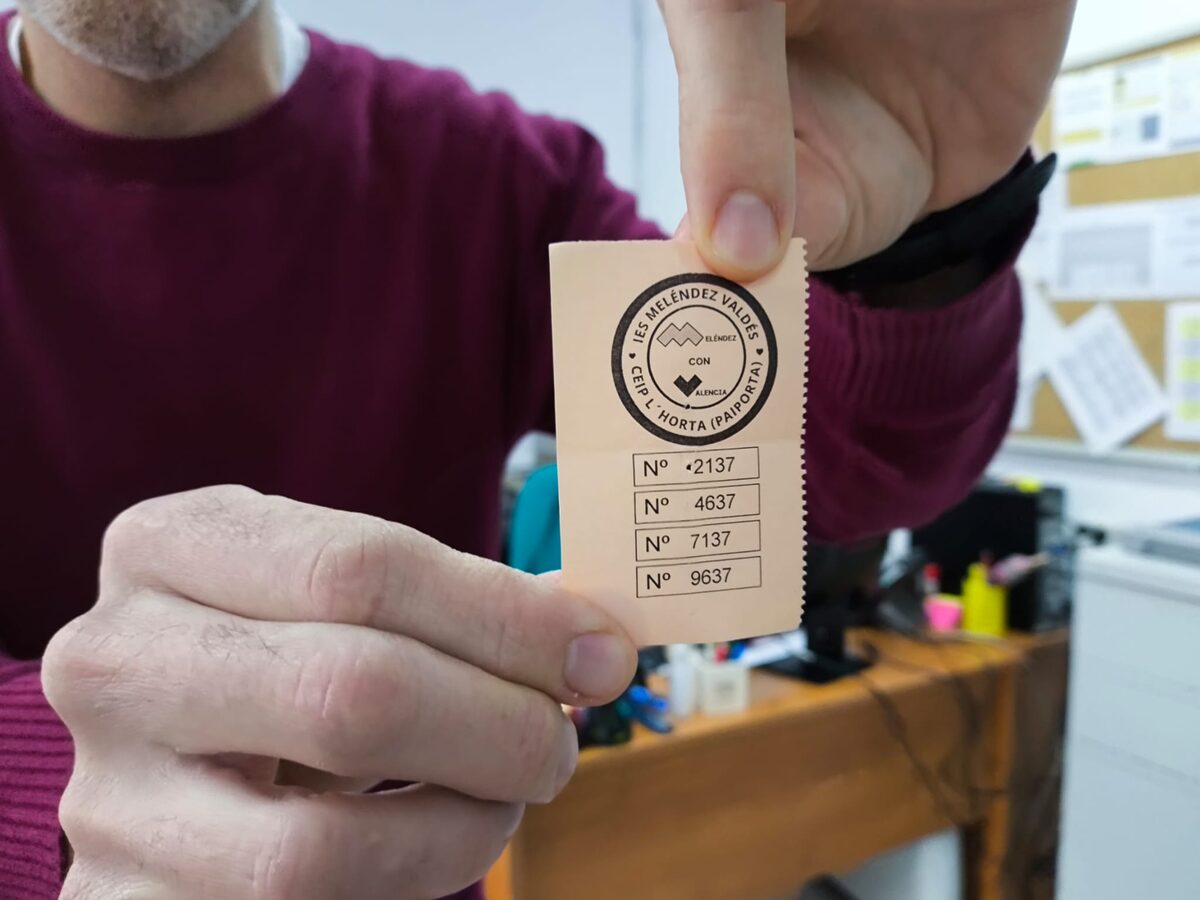 IES MELÉNDEZ VALDÉS
ELÉNDEZ
CON
ALENCIA
CEIP L´HORTA (PAIPORTA)
Nº 2137
Nº 4637
Nº 7137
Nº 9637